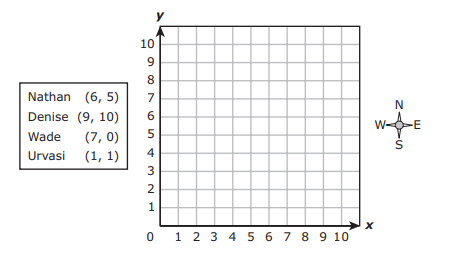 y
10
9
8
7
6
5
4
3
2
1
0 1 2 3 4 5 6 7 8 9 10
x
Nathan (6, 5)
Denise (9, 10)
Wade (7, 0)
Urvasi (1, 1)
N
W E
S